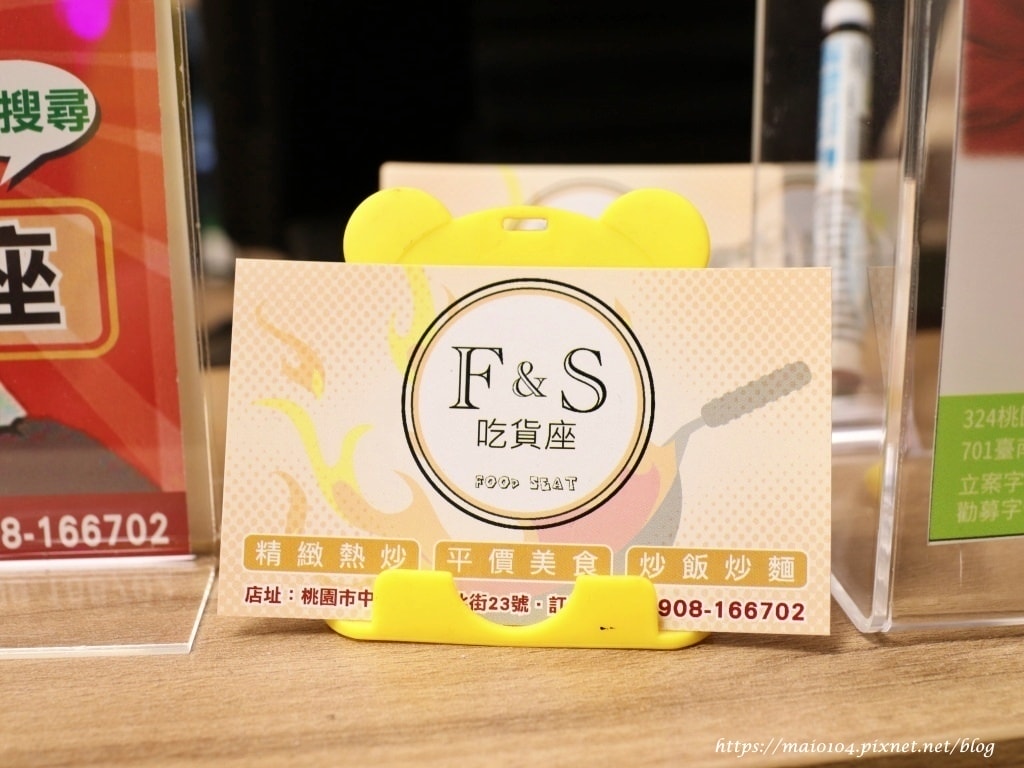 搜尋
座
8-166702
F & S
吃貨座
FOOD SEAT
精緻熱炒 平價美食 炒飯炒麵
店址：桃園市中 北街23號・訂 908-166702
324桃
701臺南
立案字
勸募字
https://maio104.pixnet.net/blog